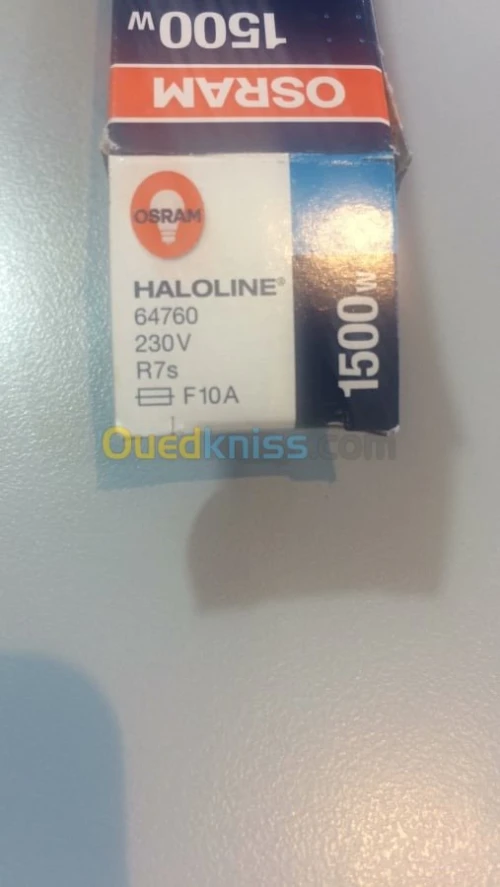 1500W
OSRAM
OSRAM
HALOLINE®
64760
230V
R7s
F10A
1500W
Ouedkniss.com